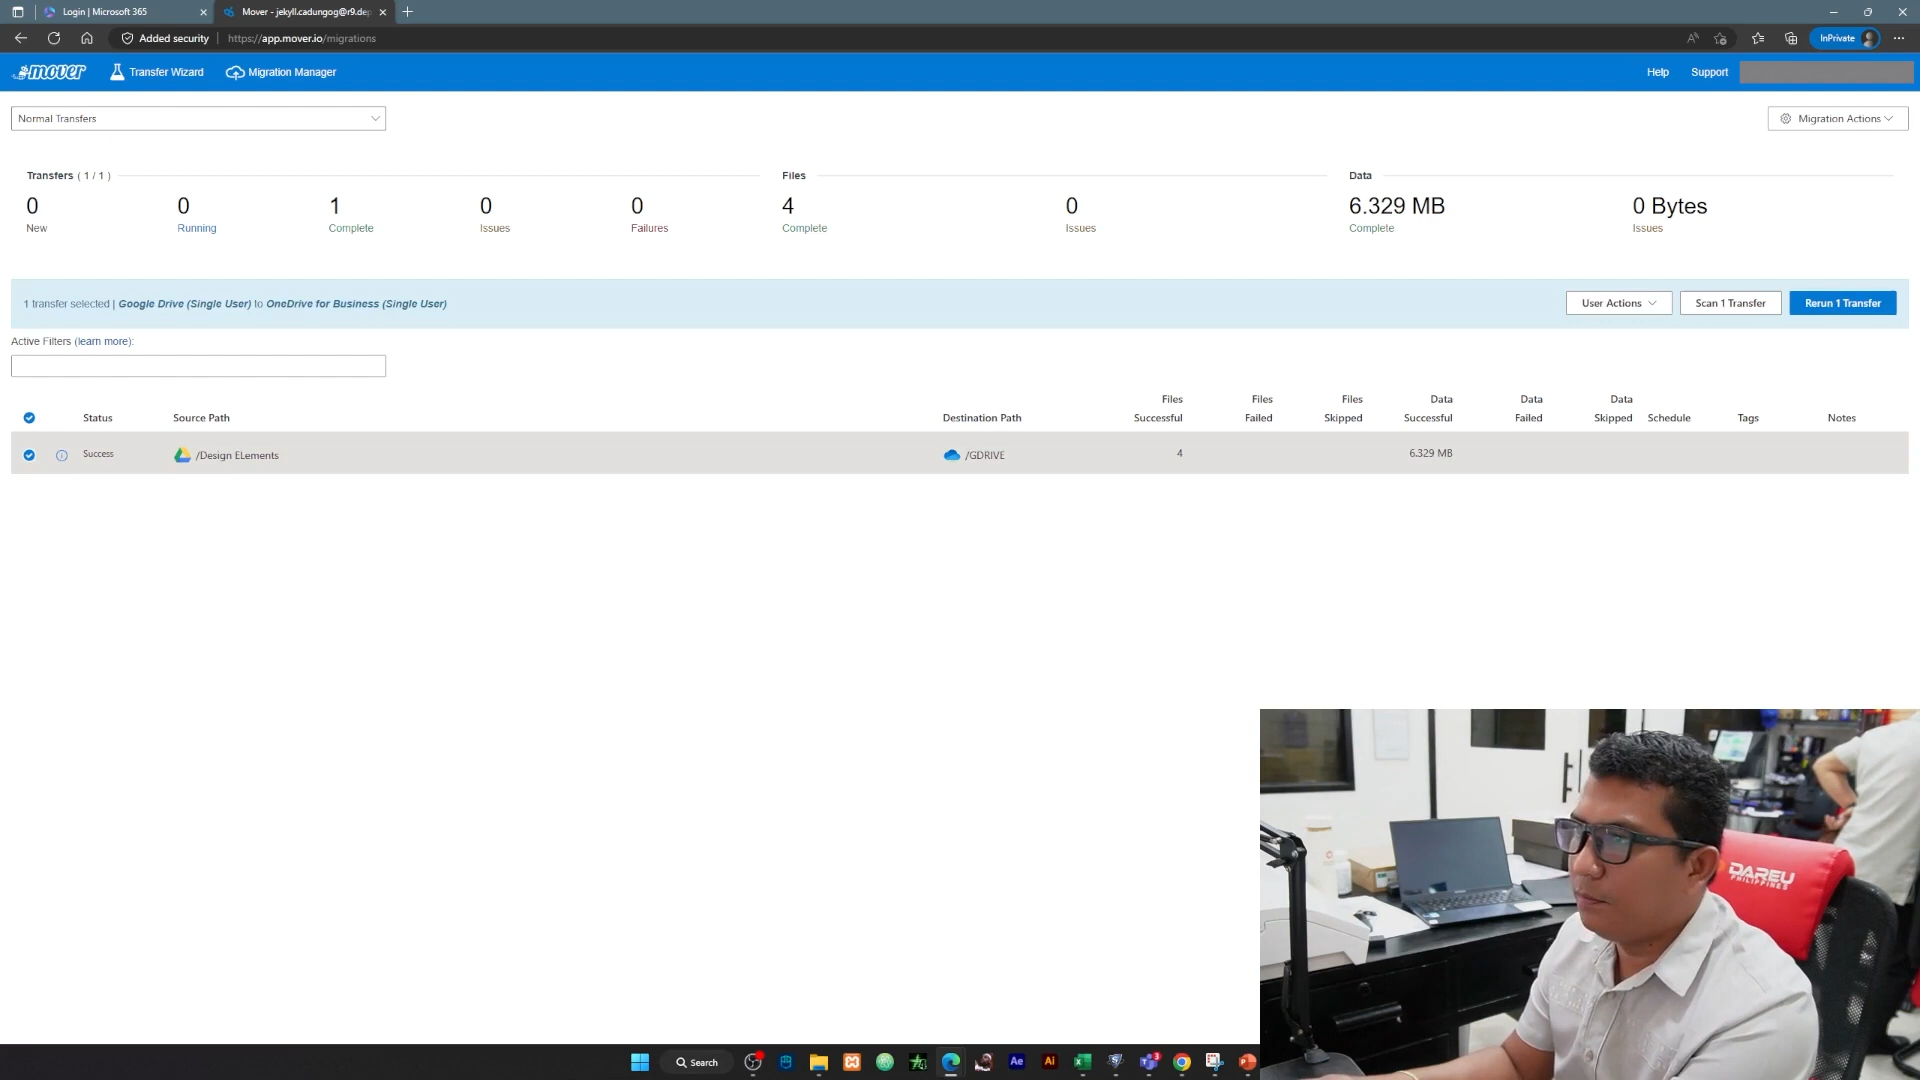 Login | Microsoft 365
Mover - jekyll.cadungog@r9.dep
Added security
https://app.mover.io/migrations
InPrivate
mover
Transfer Wizard
Migration Manager
Help
Support
Normal Transfers
Migration Actions
Transfers ( 1 / 1 )
Files
Data
0
0
1
0
0
4
0
6.329 MB
0 Bytes
New
Running
Complete
Issues
Failures
Complete
Issues
Complete
Issues
1 transfer selected | Google Drive (Single User) to OneDrive for Business (Single User)
User Actions
Scan 1 Transfer
Rerun 1 Transfer
Active Filters (learn more):
Status
Source Path
Destination Path
Files Successful
Files Failed
Files Skipped
Data Successful
Data Failed
Data Skipped
Schedule
Tags
Notes
Success
/Design ELements
/GDRIVE
4
6.329 MB
DAREU
PHILIPPINES
Search
Ae
Ai